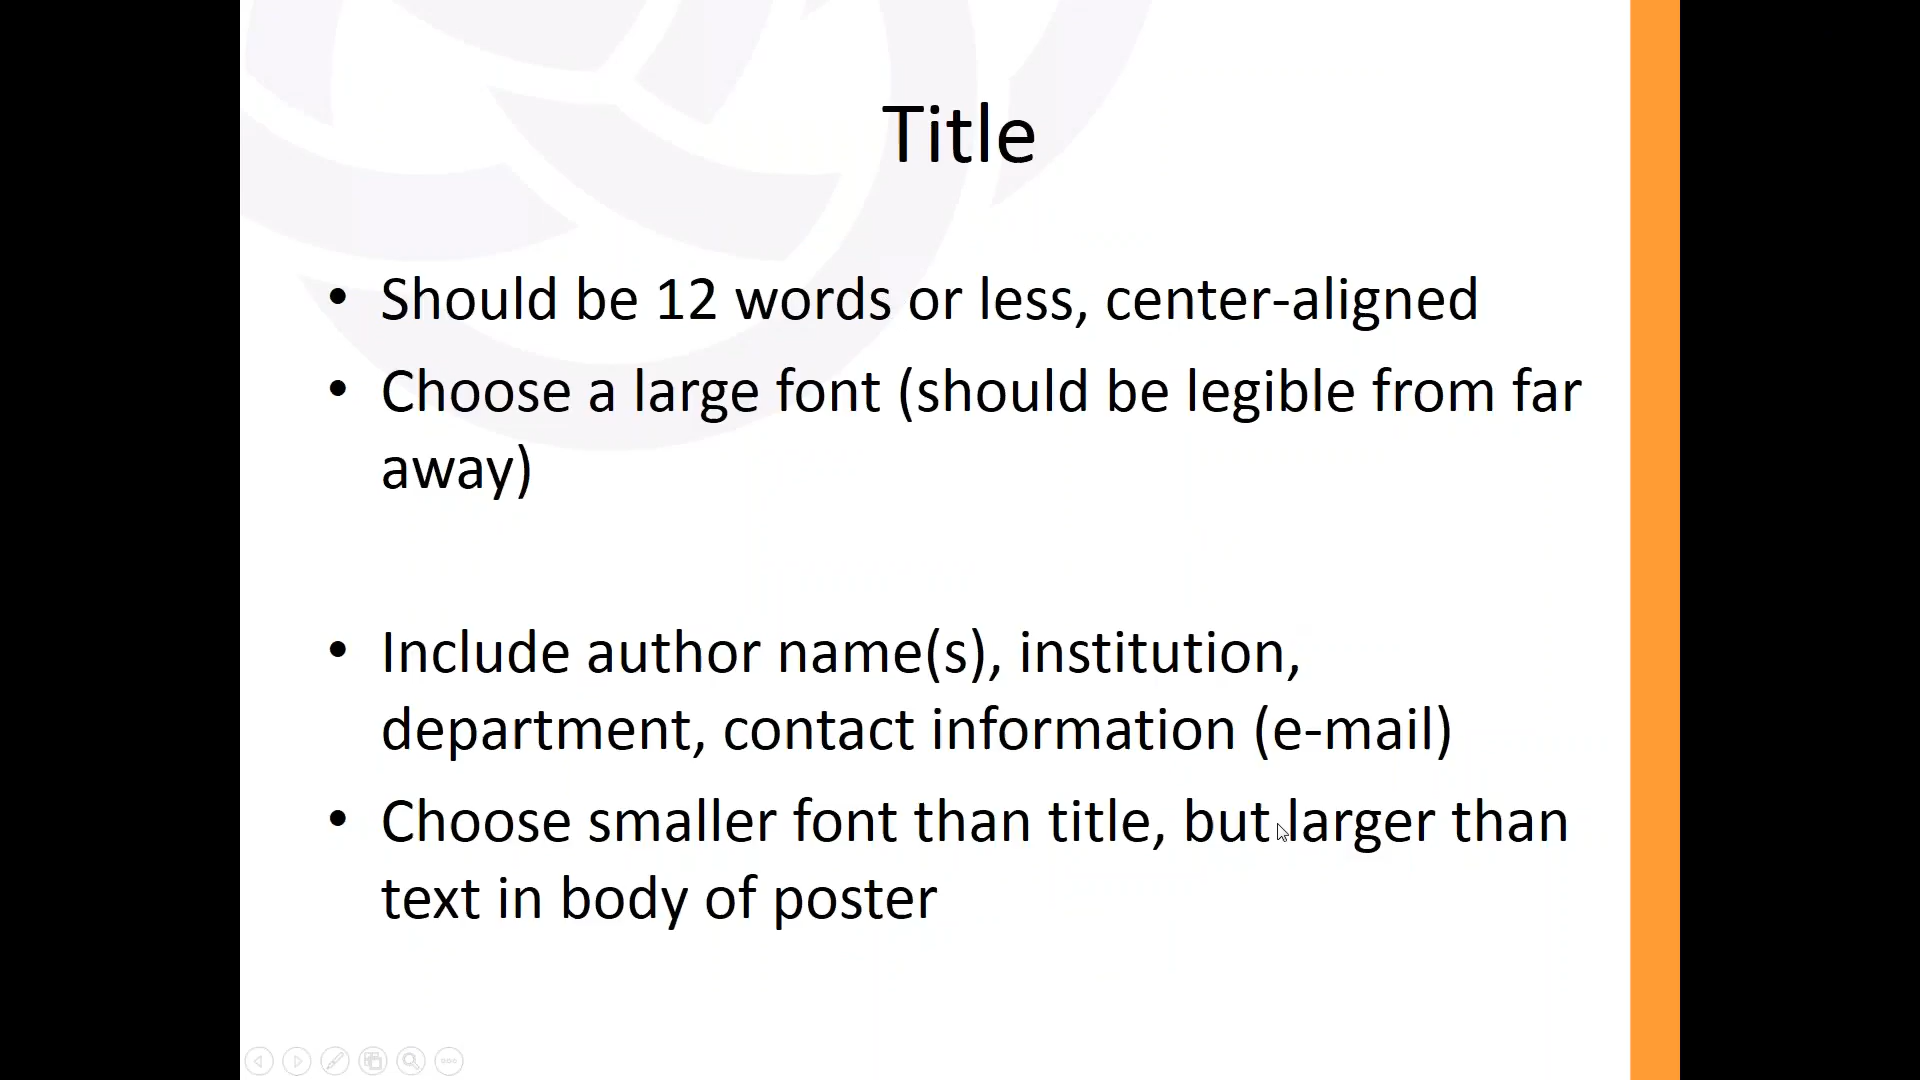 Title
• Should be 12 words or less, center-aligned
• Choose a large font (should be legible from far
away)
• Include author name(s), institution,
department, contact information (e-mail)
• Choose smaller font than title, but larger than
text in body of poster